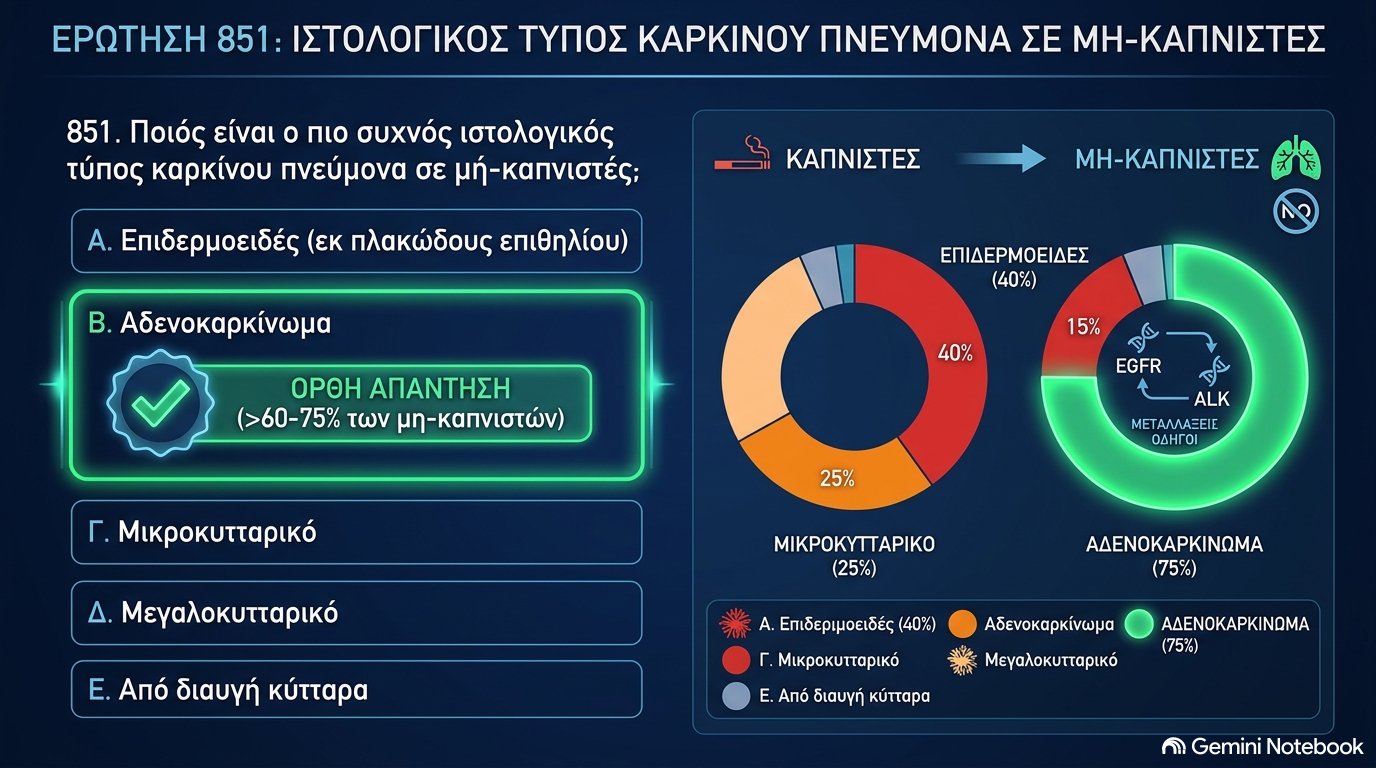 ΕΡΩΤΗΣΗ 851: ΙΣΤΟΛΟΓΙΚΟΣ ΤΥΠΟΣ ΚΑΡΚΙΝΟΥ ΠΝΕΥΜΟΝΑ ΣΕ ΜΗ-ΚΑΠΝΙΣΤΕΣ
851. Ποιός είναι ο πιο συχνός ιστολογικός
τύπος καρκίνου πνεύμονα σε μή-καπνιστές;
Α. Επιδερμοειδές (εκ πλακώδους επιθηλίου)
Β. Αδενοκαρκίνωμα
ΟΡΘΗ ΑΠΑΝΤΗΣΗ
(>60-75% των μη-καπνιστών)
Γ. Μικροκυτταρικό
Δ. Μεγαλοκυτταρικό
Ε. Από διαυγή κύτταρα
ΚΑΠΝΙΣΤΕΣ
ΜΗ-ΚΑΠΝΙΣΤΕΣ
NO
ΕΠΙΔΕΡΜΟΕΙΔΕΣ
(40%)
40%
25%
ΜΙΚΡΟΚΥΤΤΑΡΙΚΟ
(25%)
15%
EGFR
ALK
ΜΕΤΑΛΛΑΞΕΙΣ
ΟΔΗΓΟΙ
ΑΔΕΝΟΚΑΡΚΙΝΩΜΑ
(75%)
Α. Επιδεριμοειδές (40%)
Αδενοκαρκίνωμα
ΑΔΕΝΟΚΑΡΚΙΝΩΜΑ
(75%)
Γ. Μικροκυτταρικό
Μεγαλοκυτταρικό
Ε. Από διαυγή κύτταρα
Gemini Notebook